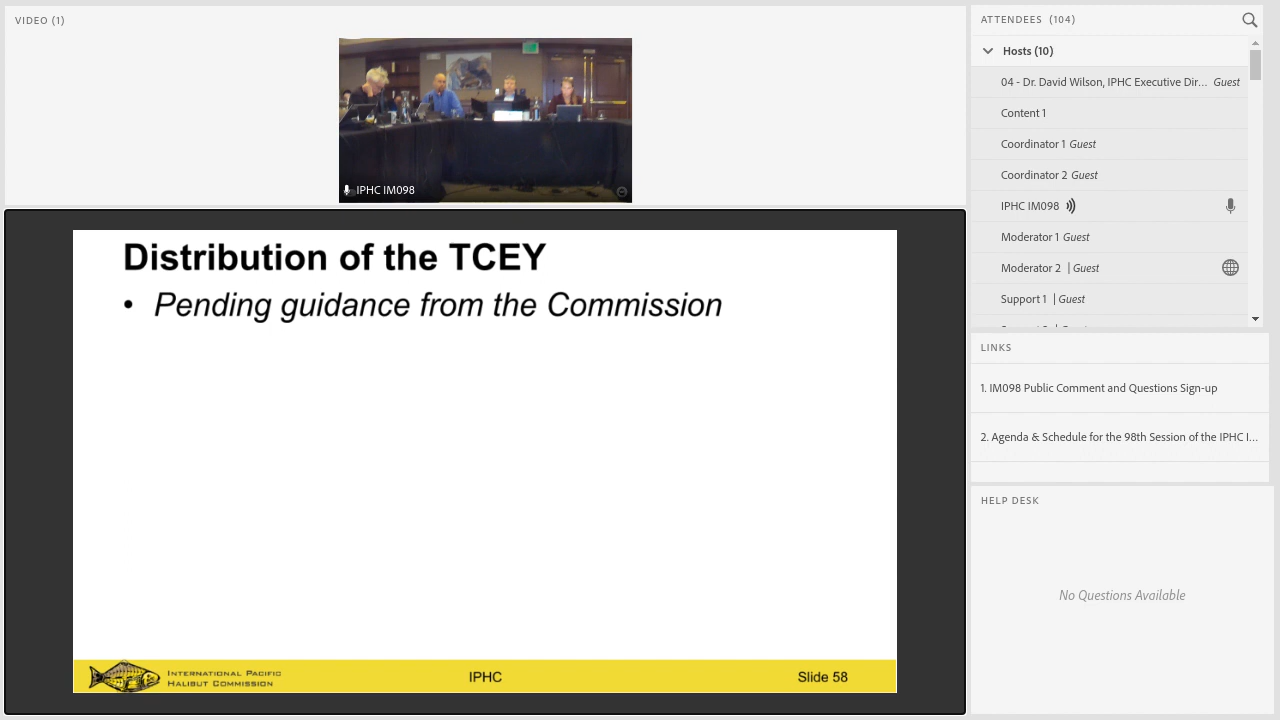 VIDEO (1)
IPHC IM098
Distribution of the TCEY
• Pending guidance from the Commission
INTERNATIONAL PACIFIC
HALIBUT COMMISSION
IPHC
Slide 58
ATTENDEES (104)
Hosts (10)
04 - Dr. David Wilson, IPHC Executive Dir... Guest
Content 1
Coordinator 1 Guest
Coordinator 2 Guest
IPHC IM098
Moderator 1 Guest
Moderator 2 | Guest
Support 1 | Guest
LINKS
1. IM098 Public Comment and Questions Sign-up
2. Agenda & Schedule for the 98th Session of the IPHC I...
HELP DESK
No Questions Available